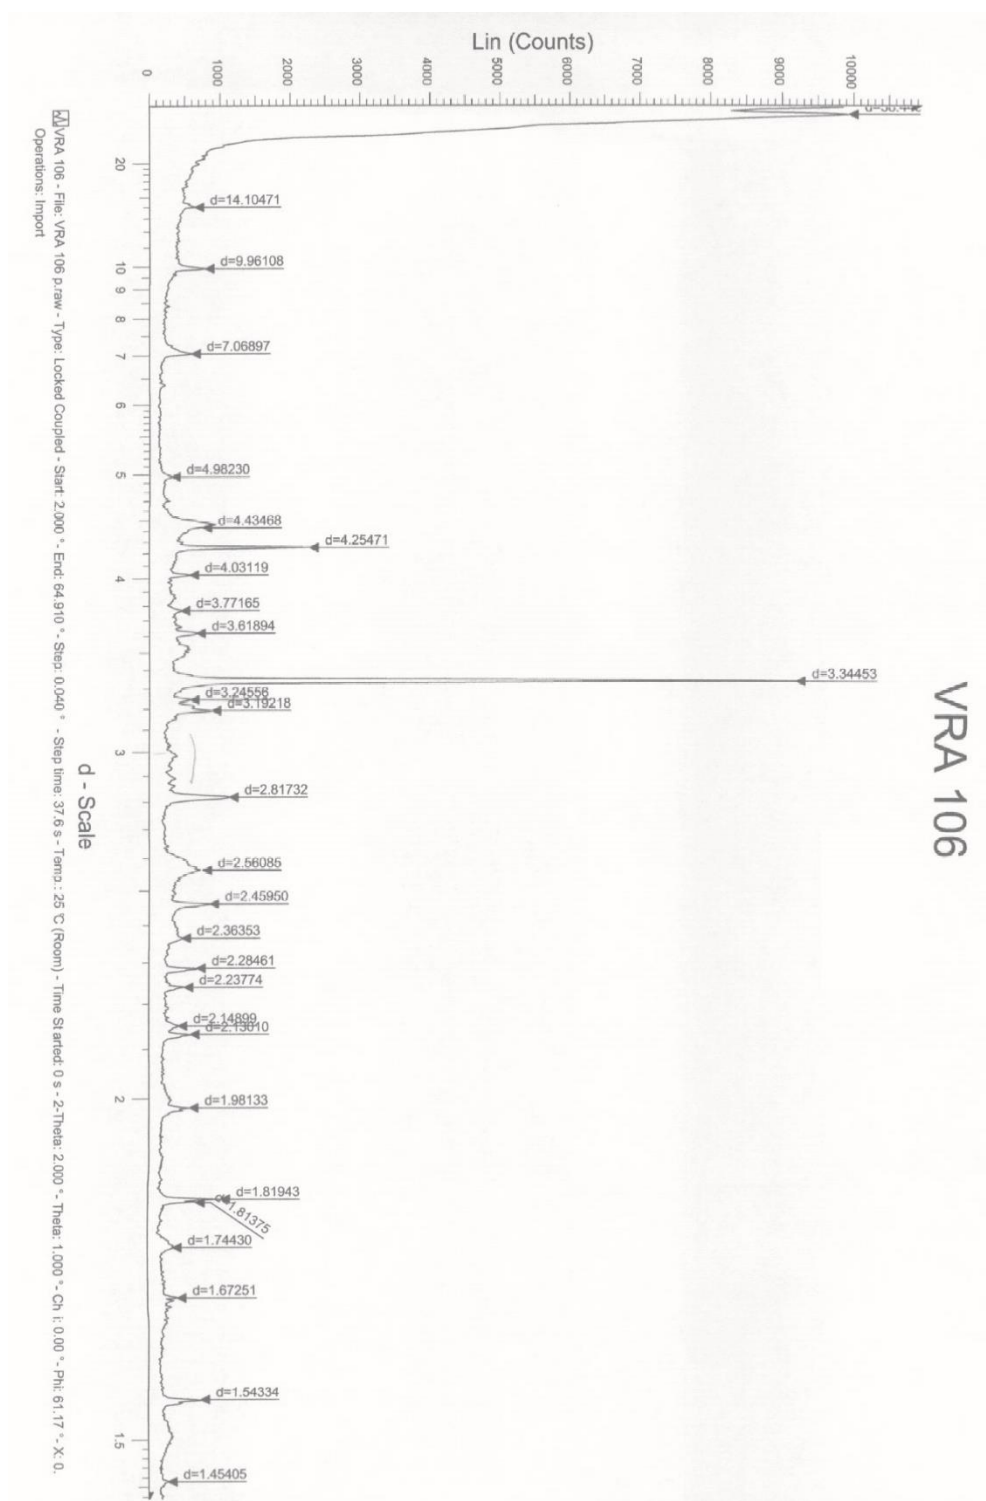 VRA 106
Lin (Counts)
0
1000
2000
3000
4000
5000
6000
7000
8000
9000
10000
d=14.10471
d=9.96108
d=7.06897
d=4.98230
d=4.43468
d=4.25471
d=4.03119
d=3.77165
d=3.61894
d=3.34453
d=3.24556
d=3.19218
d=2.81732
d=2.56085
d=2.45950
d=2.36353
d=2.28461
d=2.23774
d=2.14899
d=2.13010
d=1.98133
d=1.81943
d=1.81375
d=1.74430
d=1.67251
d=1.54334
d=1.45405
20
10
9
8
7
6
5
4
3
2
1.5
d - Scale
VRA 106 - File: VRA 106 p.raw - Type: Locked Coupled - Start: 2.000 ° - End: 64.910 ° - Step: 0.040 ° - Step time: 37.6 s - Temp.: 25 °C (Room) - Time Started: 0 s - 2-Theta: 2.000 ° - Theta: 1.000 ° - Chi: 0.00 ° - Phi: 61.17 ° - X: 0.
Operations: Import